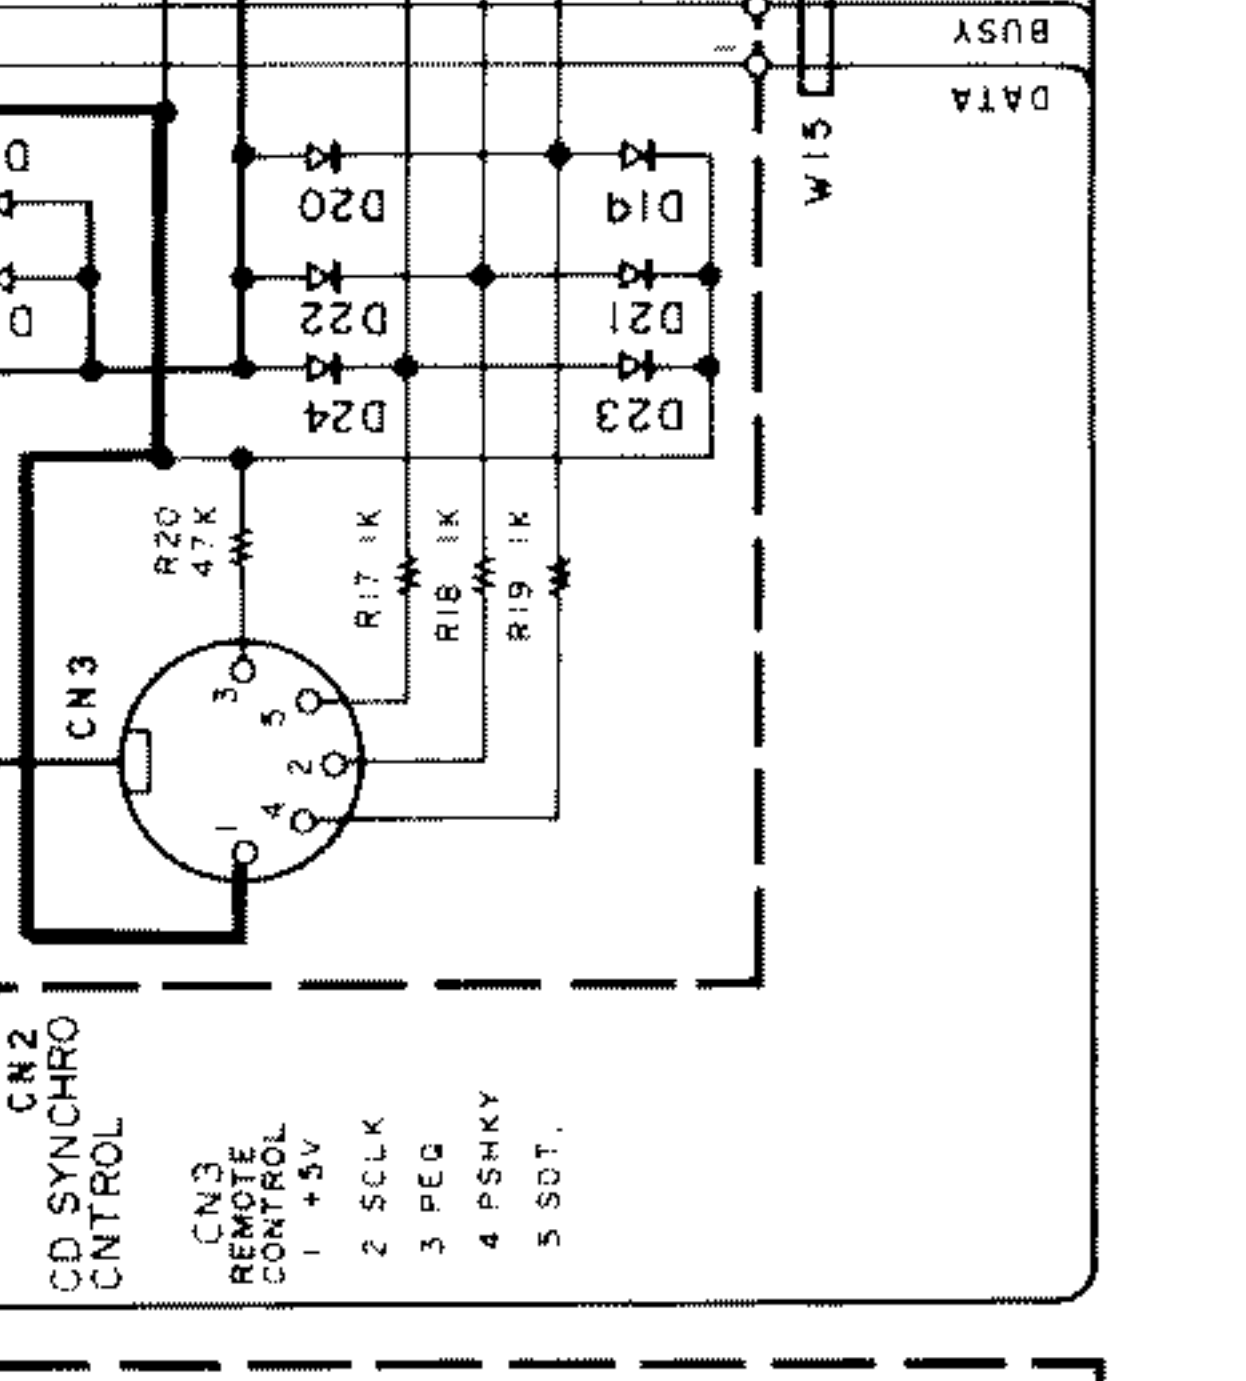 BUSY
DATA
W15
D
D20
D19
D
D22
D21
D24
D23
R20
47K
R17 1K
R18 1K
R19 1K
CN3
3
5
2
4
1
CN2
CD SYNCHRO
CNTROL
CN3
REMOTE
CONTROL
1 +5V
2 SCLK
3 PEQ
4 PSHKY
5 SDT.